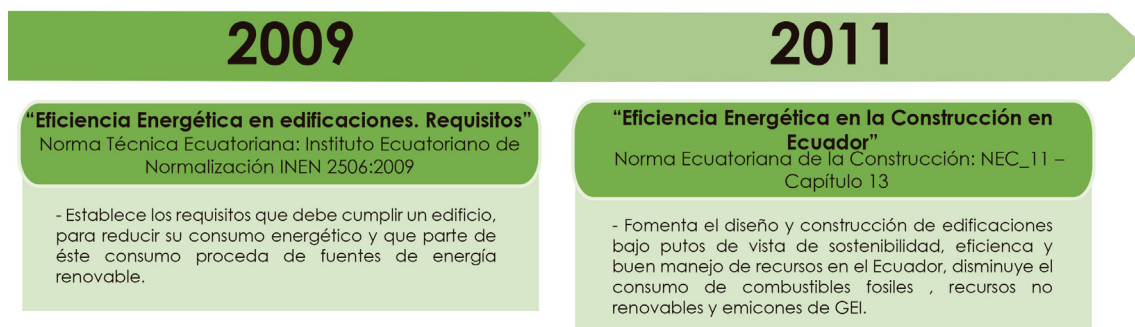 2009
2011
“Eficiencia Energética en edificaciones. Requisitos”
Norma Técnica Ecuatoriana: Instituto Ecuatoriano de
Normalización INEN 2506:2009
- Establece los requisitos que debe cumplir un edificio,
para reducir su consumo energético y que parte de
éste consumo proceda de fuentes de energía
renovable.
“Eficiencia Energética en la Construcción en
Ecuador”
Norma Ecuatoriana de la Construcción: NEC_11 –
Capítulo 13
- Fomenta el diseño y construcción de edificaciones
bajo putos de vista de sostenibilidad, eficienca y
buen manejo de recursos en el Ecuador, disminuye el
consumo de combustibles fosiles , recursos no
renovables y emicones de GEI.